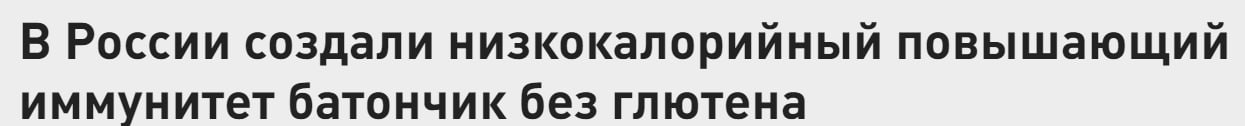 В России создали низкокалорийный повышающий
иммунитет батончик без глютена